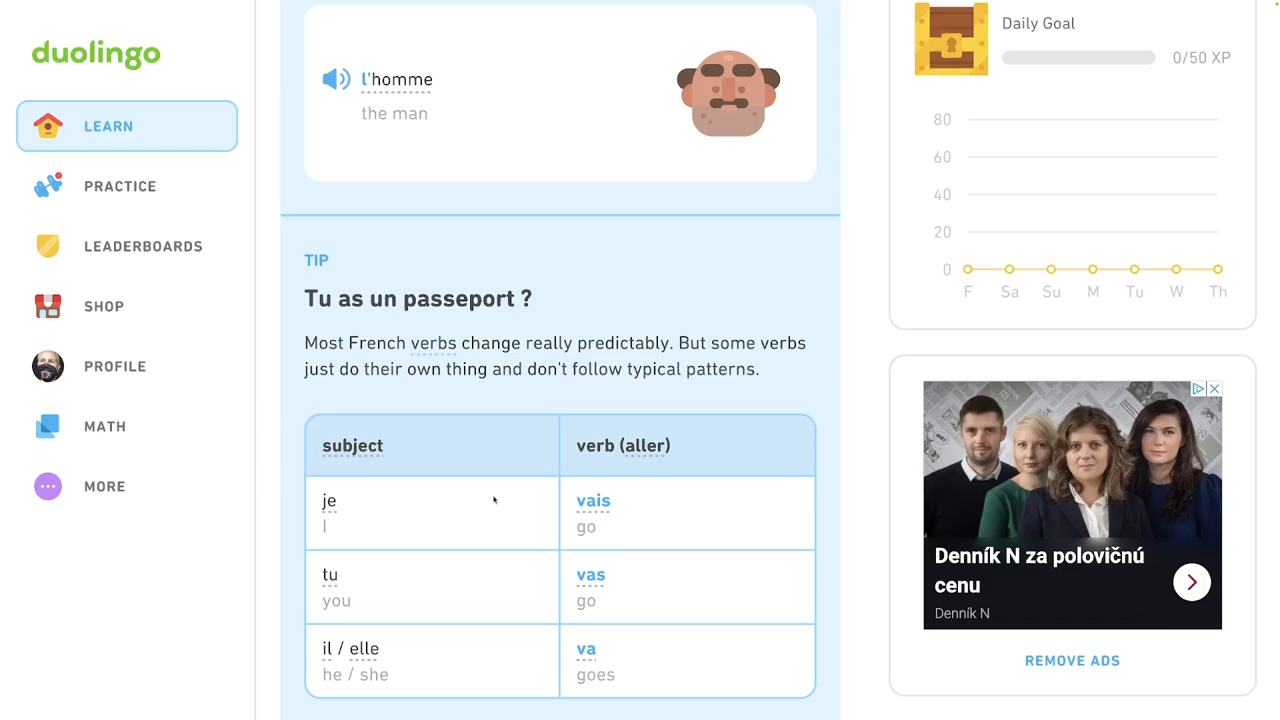 duolingo
LEARN
PRACTICE
LEADERBOARDS
SHOP
PROFILE
MATH
MORE
l'homme
the man
TIP
Tu as un passeport ?
Most French verbs change really predictably. But some verbs
just do their own thing and don't follow typical patterns.
subject verb (aller)
je vais
I go
tu vas
you go
il / elle va
he / she goes
Daily Goal
0/50 XP
80
60
40
20
0
F Sa Su M Tu W Th
Denník N za polovičnú
cenu
Denník N
REMOVE ADS